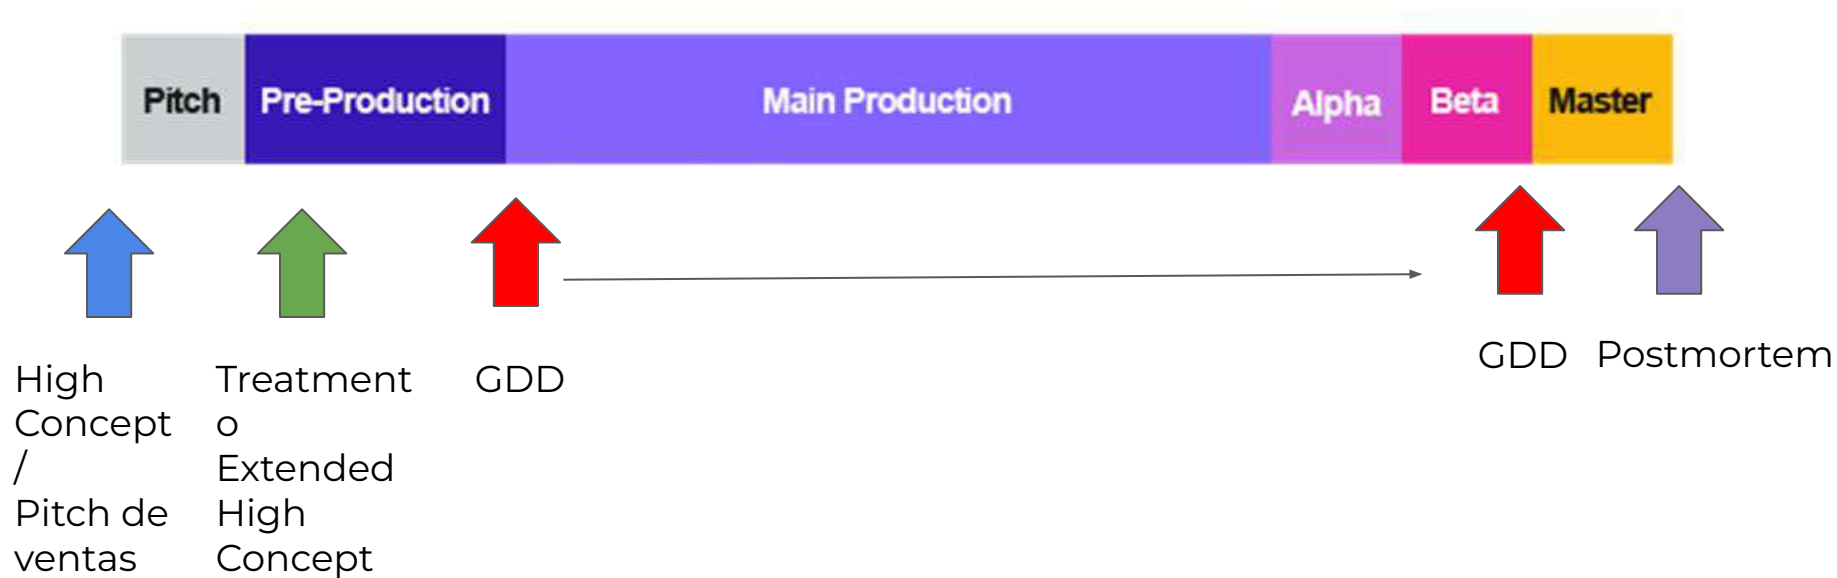 Pitch
Pre-Production
Main Production
Alpha
Beta
Master
High
Concept
/
Pitch de
ventas
Treatment
o
Extended
High
Concept
GDD
GDD
Postmortem